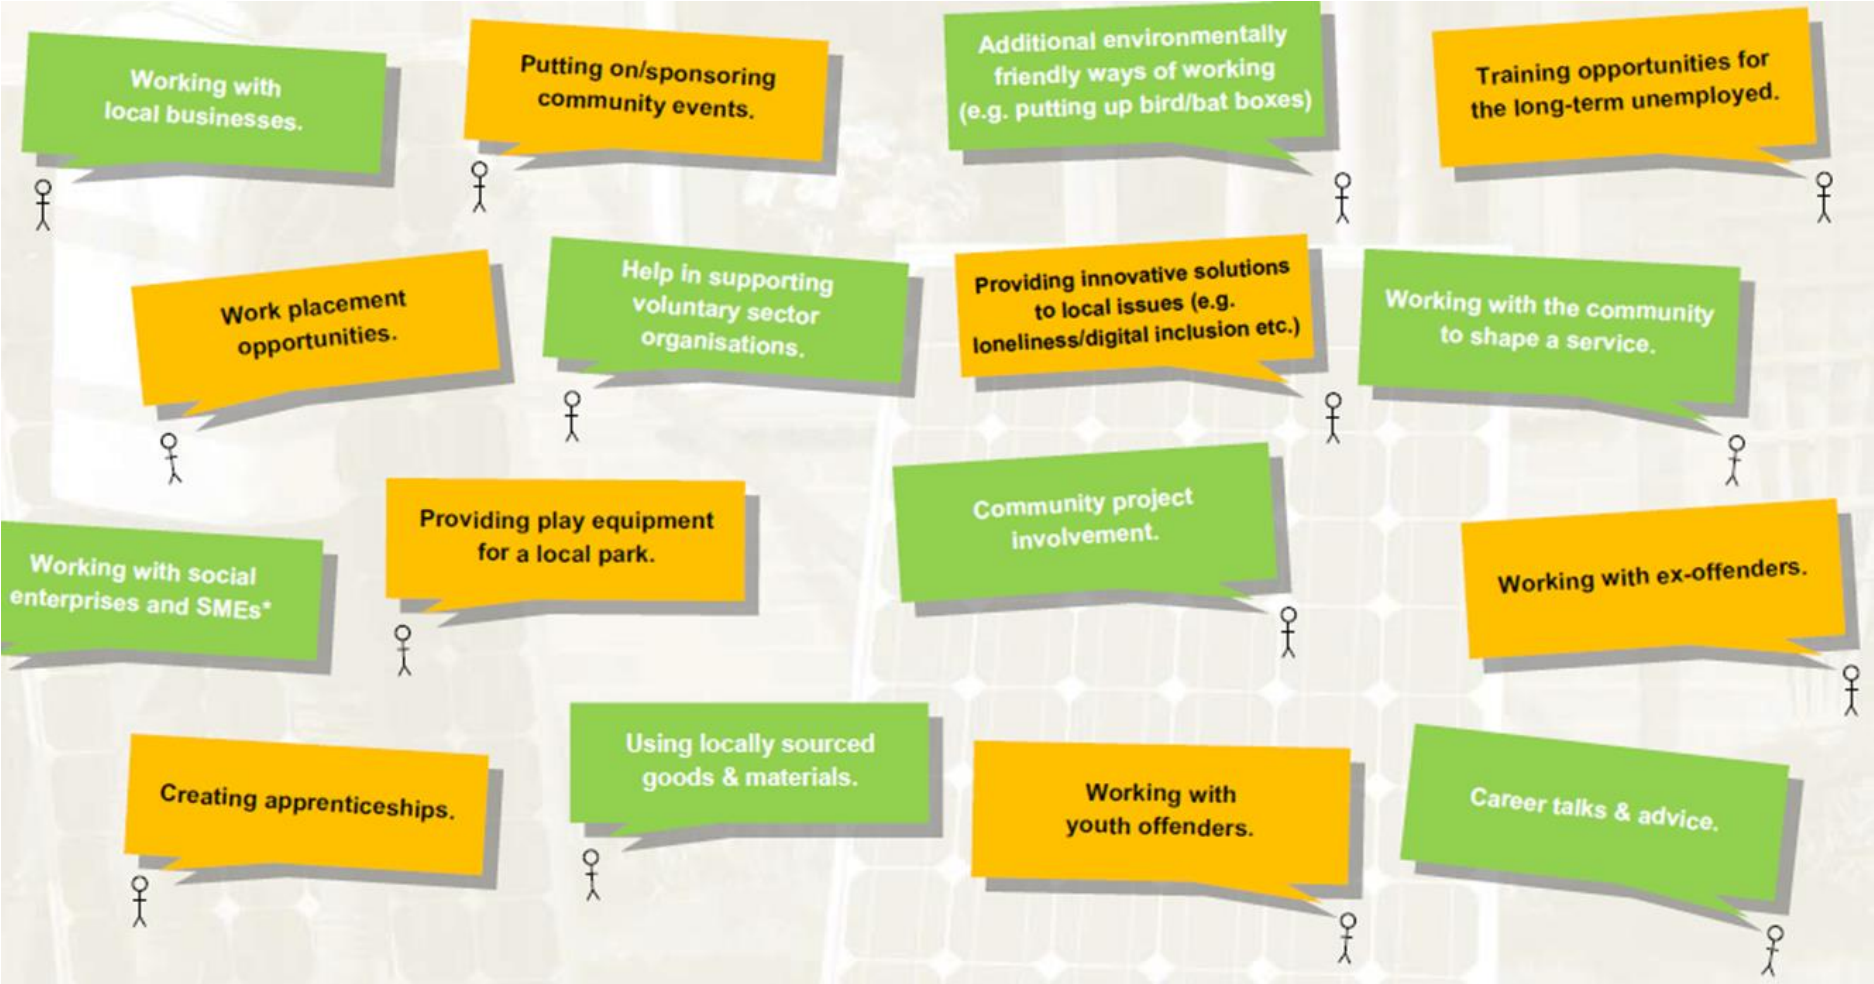 Working with
local businesses.
Putting on/sponsoring
community events.
Additional environmentally
friendly ways of working
(e.g. putting up bird/bat boxes)
Training opportunities for
the long-term unemployed.
Work placement
opportunities.
Help in supporting
voluntary sector
organisations.
Providing innovative solutions
to local issues (e.g.
loneliness/digital inclusion etc.)
Working with the community
to shape a service.
Working with social
enterprises and SMEs*
Providing play equipment
for a local park.
Community project
involvement.
Working with ex-offenders.
Creating apprenticeships.
Using locally sourced
goods & materials.
Working with
youth offenders.
Career talks & advice.